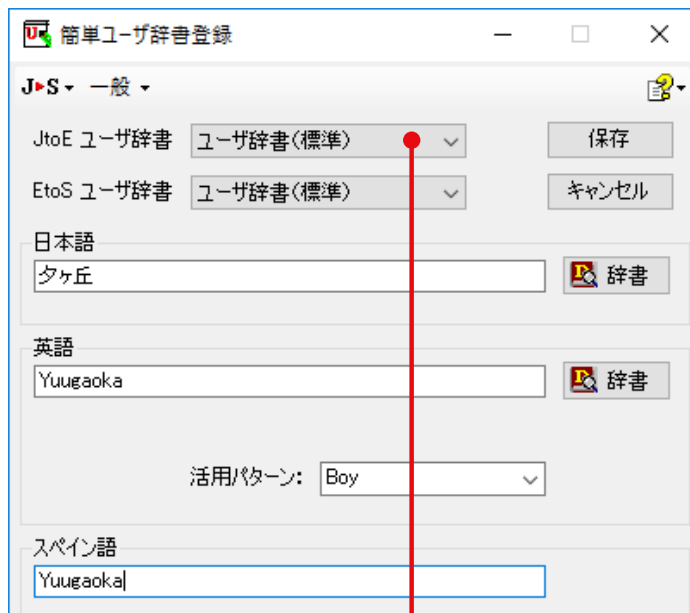 簡単ユーザ辞書登録
J▶S 一般
JtoE ユーザ辞書 ユーザ辞書(標準) 保存
EtoS ユーザ辞書 ユーザ辞書(標準) キャンセル
日本語
夕ヶ丘 辞書
英語
Yuugaoka 辞書
活用パターン: Boy
スペイン語
Yuugaoka